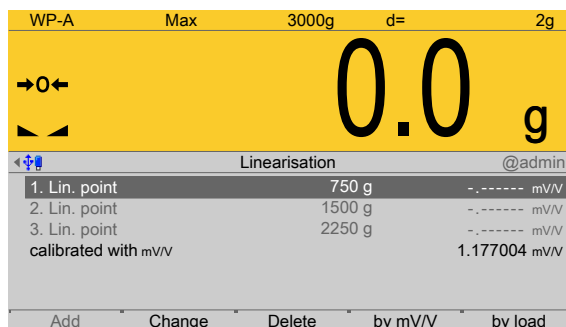 WP-A Max 3000g d= 2g
→0← 0.0 g
Linearisation @admin
1. Lin. point 750 g -.------ mV/V
2. Lin. point 1500 g -.------ mV/V
3. Lin. point 2250 g -.------ mV/V
calibrated with mV/V 1.177004 mV/V
Add Change Delete by mV/V by load